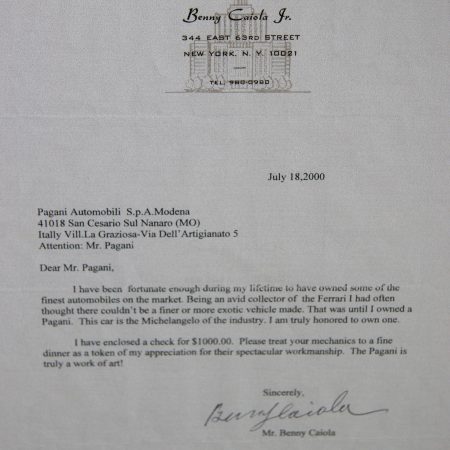 Benny Caiola Jr.
344 EAST 63RD STREET
NEW YORK, N. Y. 10021
TEL. 980-0980
July 18,2000
Pagani Automobili S.p.A.Modena
41018 San Cesario Sul Nanaro (MO)
Itally Vill.La Graziosa-Via Dell'Artigianato 5
Attention: Mr. Pagani
Dear Mr. Pagani,
I have been fortunate enough during my lifetime to have owned some of the
finest automobiles on the market. Being an avid collector of the Ferrari I had often
thought there couldn't be a finer or more exotic vehicle made. That was until I owned a
Pagani. This car is the Michelangelo of the industry. I am truly honored to own one.
I have enclosed a check for $1000.00. Please treat your mechanics to a fine
dinner as a token of my appreciation for their spectacular workmanship. The Pagani is
truly a work of art!
Sincerely,
Benny Caiola
Mr. Benny Caiola